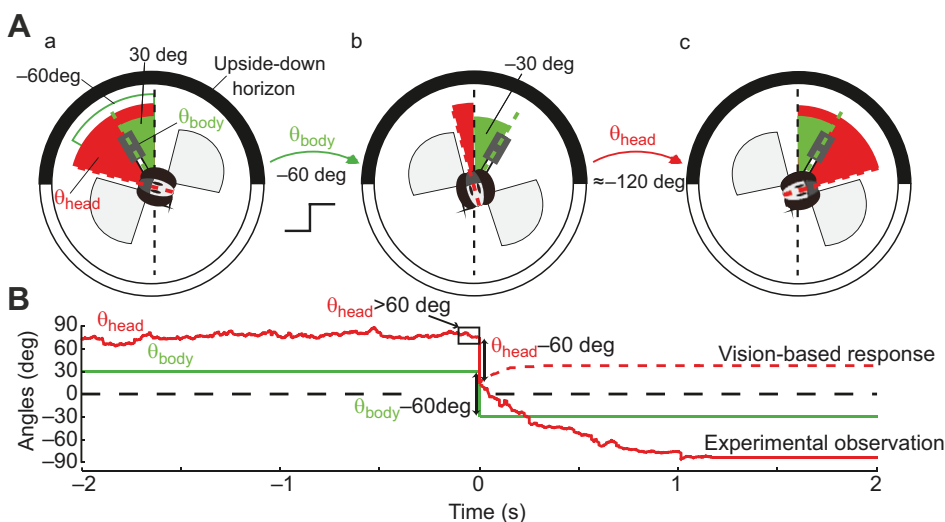 A
a
b
c
–60deg
30 deg
Upside-down
horizon
–30
θbody
θhead
θbody
–60 deg
θhead
≈–120 deg
B
θhead>60 deg
θhead
θbody
θhead–60 deg
Vision-based response
θbody–60deg
Experimental observation
Angles (deg)
90
60
30
0
–30
–60
–90
–2
–1
0
1
2
Time (s)